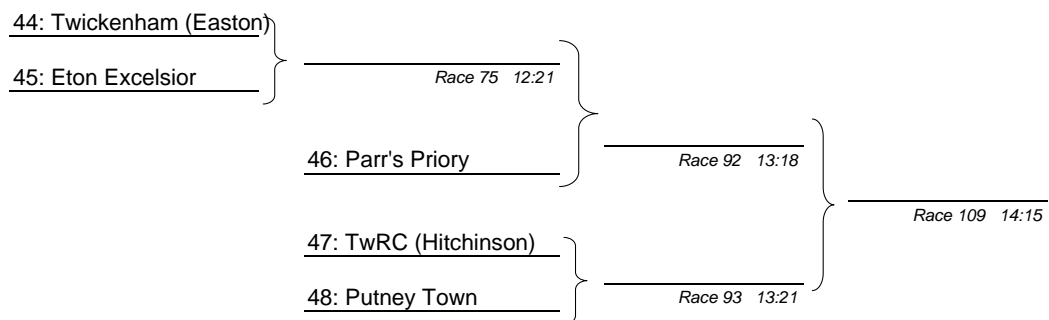 44: Twickenham (Easton)
45: Eton Excelsior
Race 75 12:21
46: Parr's Priory
Race 92 13:18
Race 109 14:15
47: TwRC (Hitchinson)
48: Putney Town
Race 93 13:21